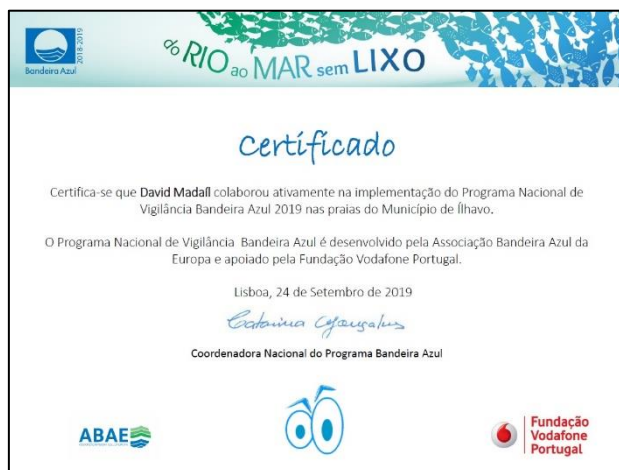 Bandeira Azul
2018-2019
do RIO ao MAR sem LIXO
Certificado
Certifica-se que David Madaíl colaborou ativamente na implementação do Programa Nacional de
Vigilância Bandeira Azul 2019 nas praias do Município de Ílhavo.
O Programa Nacional de Vigilância Bandeira Azul é desenvolvido pela Associação Bandeira Azul da
Europa e apoiado pela Fundação Vodafone Portugal.
Lisboa, 24 de Setembro de 2019
Catarina Gonçalves
Coordenadora Nacional do Programa Bandeira Azul
ABAE
Fundação
Vodafone
Portugal